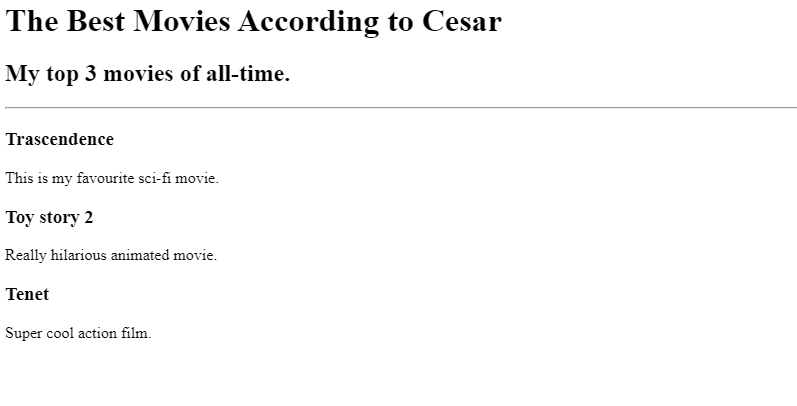 The Best Movies According to Cesar
My top 3 movies of all-time.
Trascendence
This is my favourite sci-fi movie.
Toy story 2
Really hilarious animated movie.
Tenet
Super cool action film.